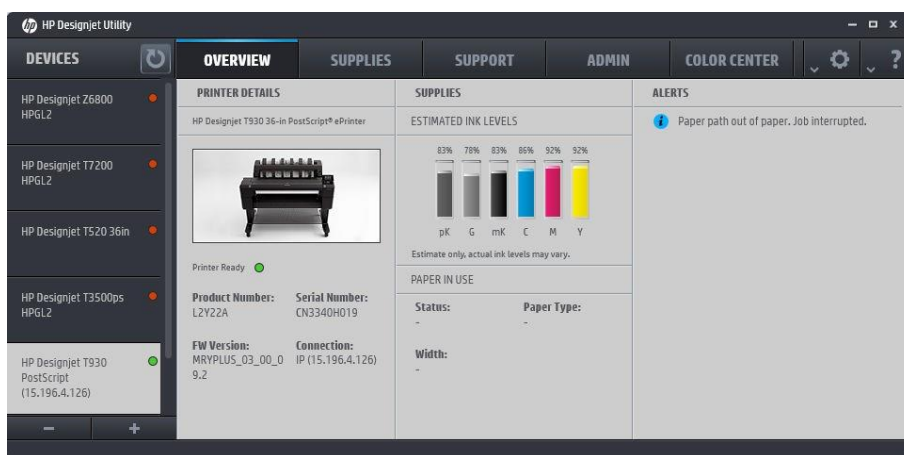 hp HP Designjet Utility
DEVICES
OVERVIEW
SUPPLIES
SUPPORT
ADMIN
COLOR CENTER
?
HP Designjet Z6800
HPGL2
HP Designjet T7200
HPGL2
HP Designjet T520 36in
HP Designjet T3500ps
HPGL2
HP Designjet T930
PostScript
(15.196.4.126)
PRINTER DETAILS
HP Designjet T930 36-in PostScript® ePrinter
Printer Ready
Product Number:
L2Y22A
Serial Number:
CN3340H019
FW Version:
MRYPLUS_03_00_0
9.2
Connection:
IP (15.196.4.126)
SUPPLIES
ESTIMATED INK LEVELS
83% 78% 83% 86% 92% 92%
pK G mK C M Y
Estimate only, actual ink levels may vary.
PAPER IN USE
Status:
-
Paper Type:
-
Width:
-
ALERTS
Paper path out of paper. Job interrupted.